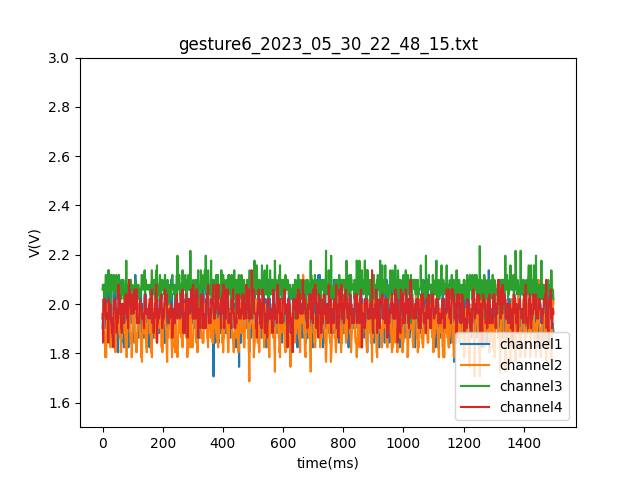 gesture6_2023_05_30_22_48_15.txt
3.0
2.8
2.6
2.4
2.2
2.0
1.8
1.6
V(V)
channel1
channel2
channel3
channel4
0 200 400 600 800 1000 1200 1400
time(ms)